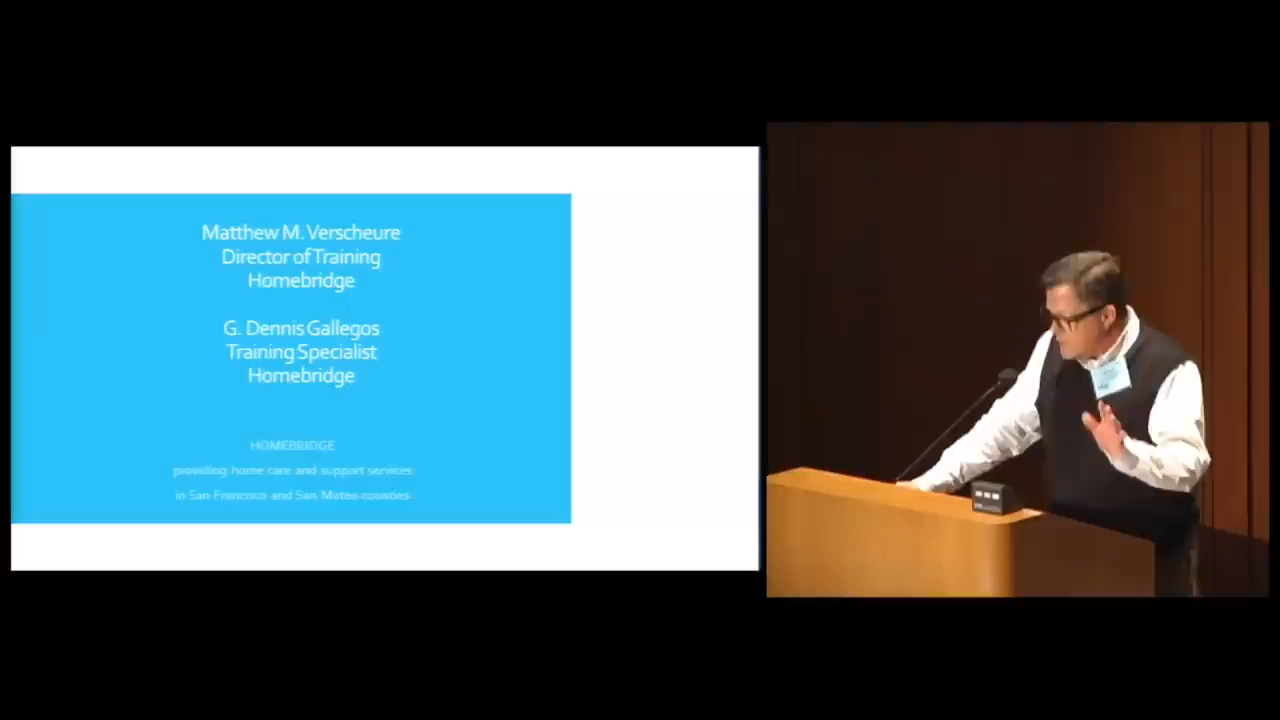 Matthew M. Verscheure
Director of Training
Homebridge
G. Dennis Gallegos
Training Specialist
Homebridge
HOMEBRIDGE
providing home care and support services
in San Francisco and San Mateo counties